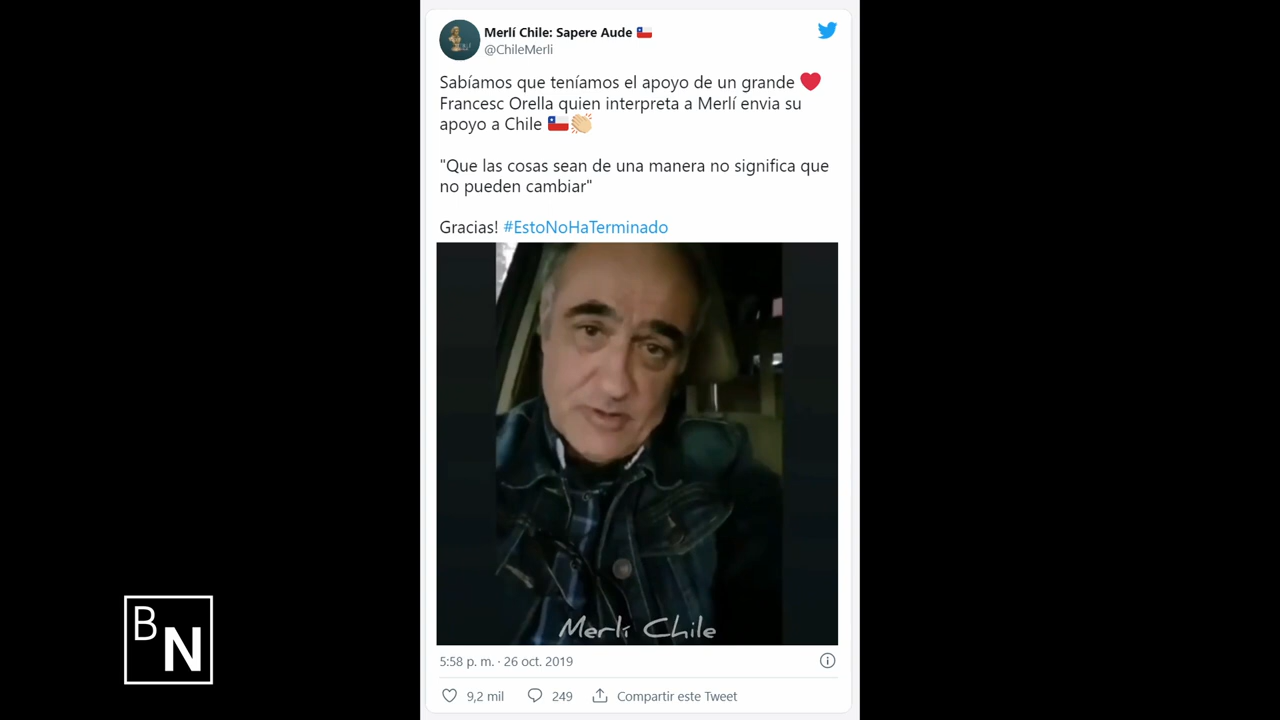 Merlí Chile: Sapere Aude
@ChileMerli
Sabíamos que teníamos el apoyo de un grande
Francesc Orella quien interpreta a Merlí envia su
apoyo a Chile
"Que las cosas sean de una manera no significa que
no pueden cambiar"
Gracias! #EstoNoHaTerminado
Merlí Chile
5:58 p. m. · 26 oct. 2019
9,2 mil 249 Compartir este Tweet
B
N